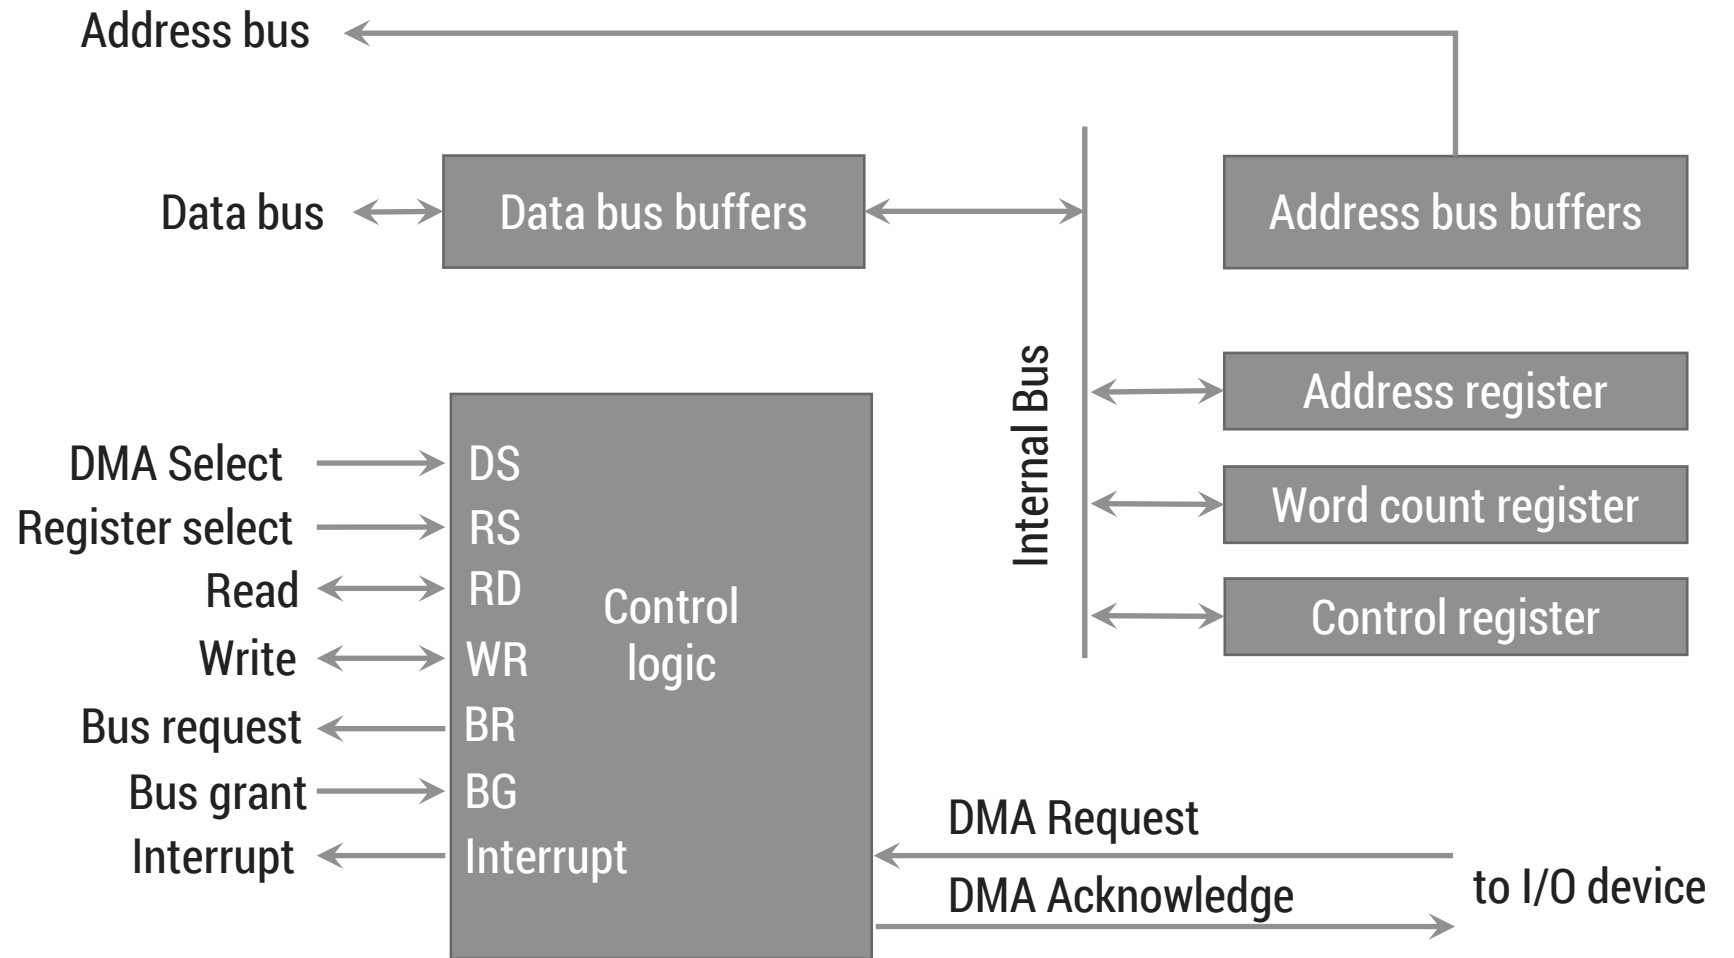 Address bus
Data bus
Data bus buffers
Address bus buffers
Internal Bus
Address register
Word count register
Control register
DMA Select
DS
Register select
RS
Read
RD
Control
logic
Write
WR
Bus request
BR
Bus grant
BG
Interrupt
Interrupt
DMA Request
DMA Acknowledge
to I/O device